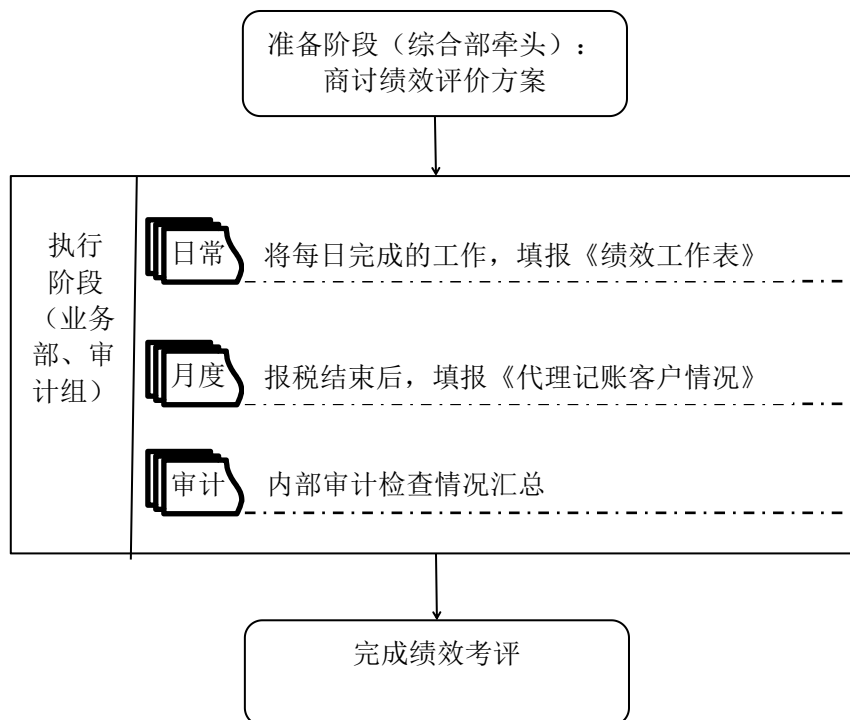 准备阶段（综合部牵头）：
商讨绩效评价方案
执行
阶段
（业务
部、审
计组）
日常
将每日完成的工作，填报《绩效工作表》
月度
报税结束后，填报《代理记账客户情况》
审计
内部审计检查情况汇总
完成绩效考评